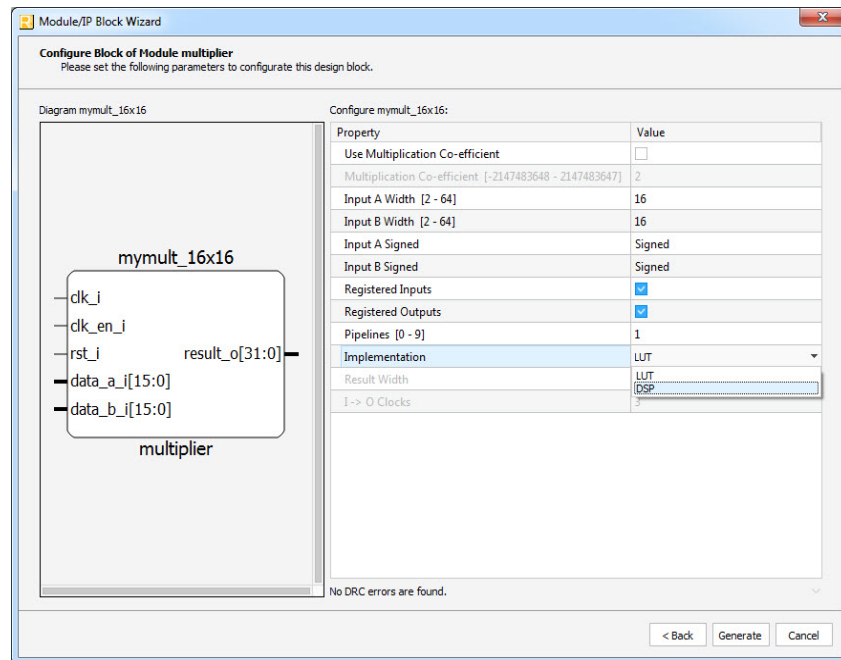 Module/IP Block Wizard
Configure Block of Module multiplier
Please set the following parameters to configurate this design block.
Diagram mymult_16x16
Configure mymult_16x16:
Property Value
Use Multiplication Co-efficient
Multiplication Co-efficient [-2147483648 - 2147483647] 2
Input A Width [2 - 64] 16
Input B Width [2 - 64] 16
Input A Signed Signed
Input B Signed Signed
Registered Inputs
Registered Outputs
Pipelines [0 - 9] 1
Implementation LUT
Result Width LUT
DSP
I -> O Clocks 3
mymult_16x16
clk_i
clk_en_i
rst_i result_o[31:0]
data_a_i[15:0]
data_b_i[15:0]
multiplier
No DRC errors are found.
< Back Generate Cancel